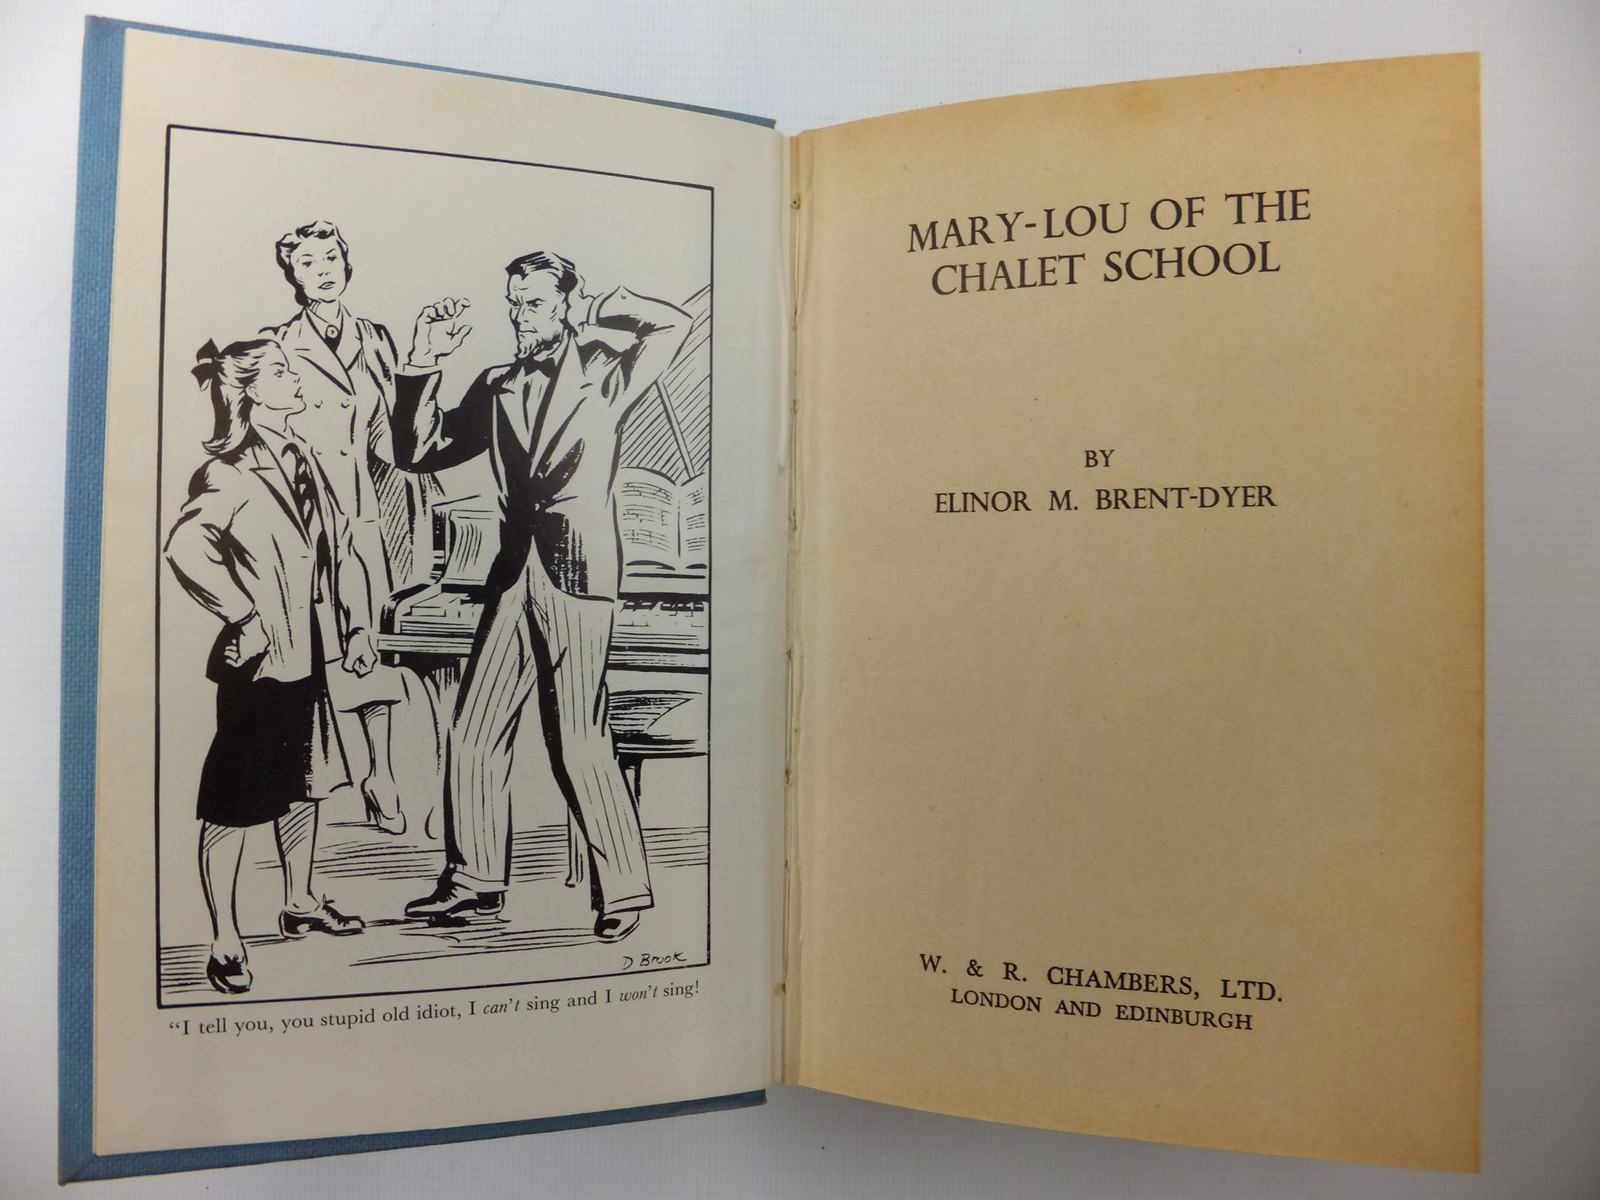 D Brook
“I tell you, you stupid old idiot, I can't sing and I won't sing!
MARY-LOU OF THE
CHALET SCHOOL
BY
ELINOR M. BRENT-DYER
W. & R. CHAMBERS, LTD.
LONDON AND EDINBURGH